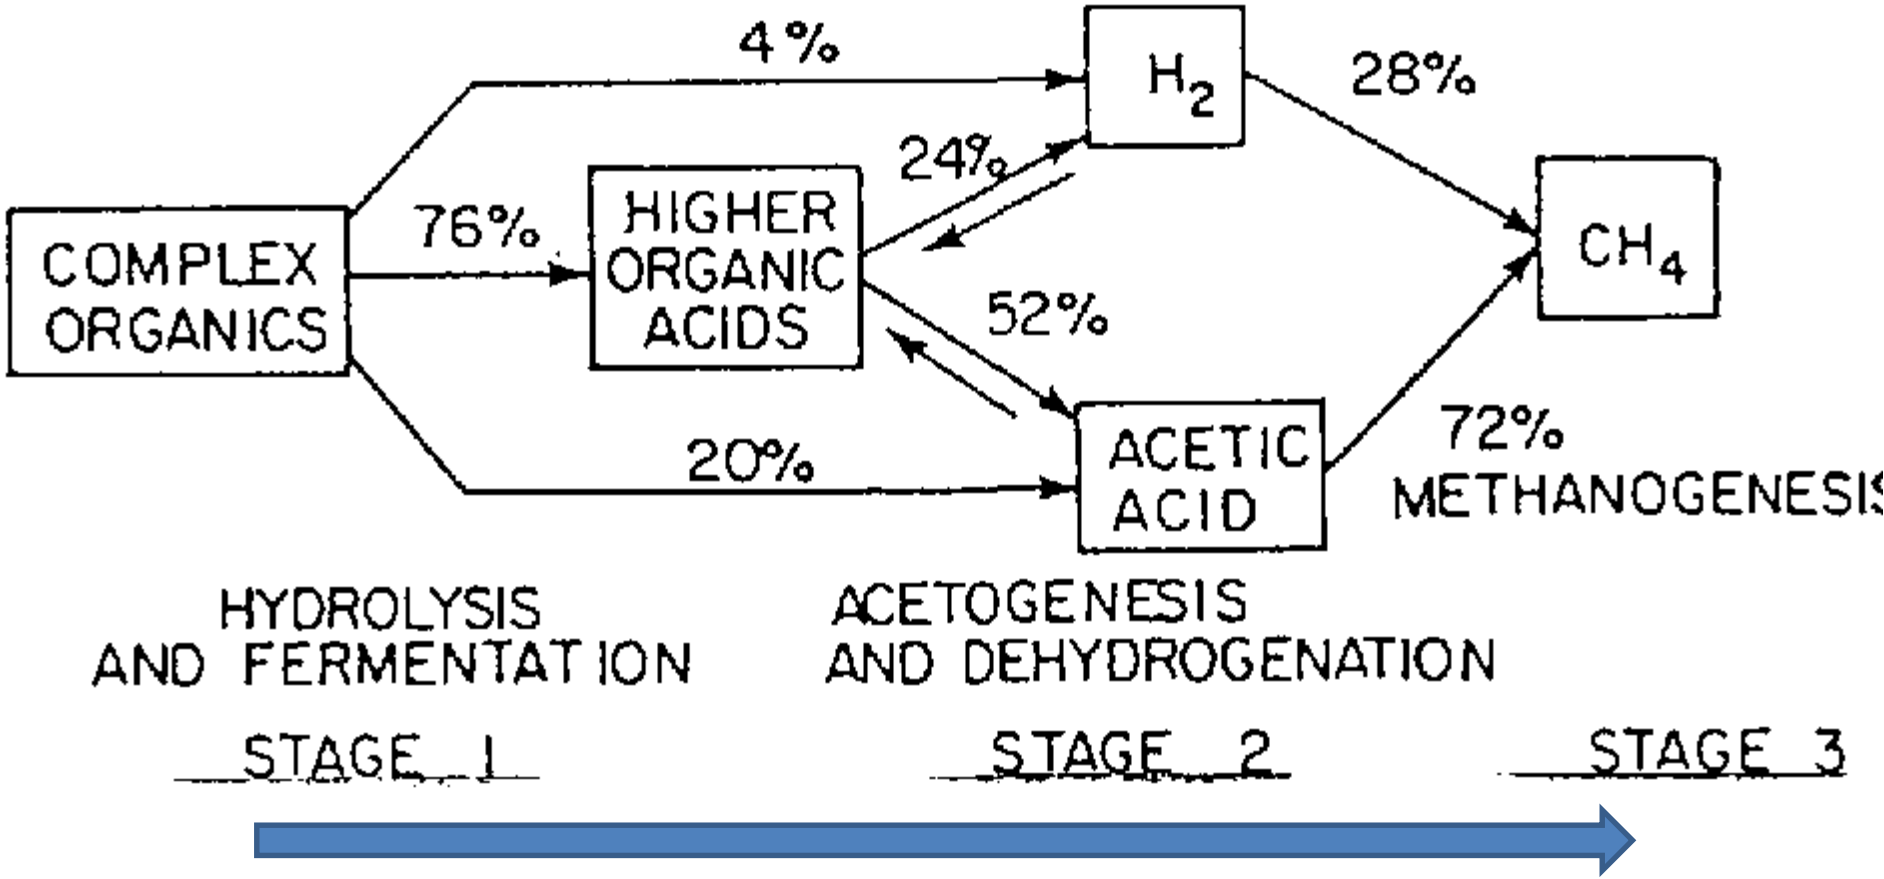 4%
H2
28%
24%
76%
HIGHER
ORGANIC
ACIDS
COMPLEX
ORGANICS
CH4
52%
20%
ACETIC
ACID
72%
METHANOGENESIS
HYDROLYSIS
AND FERMENTATION
ACETOGENESIS
AND DEHYDROGENATION
STAGE 1
STAGE 2
STAGE 3